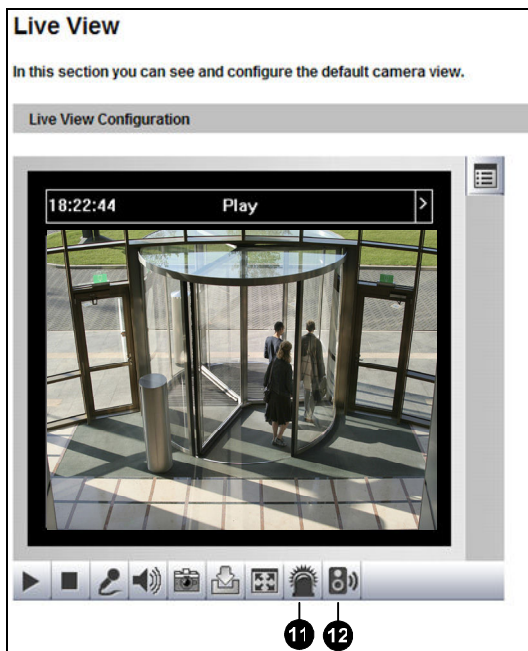 Live View
In this section you can see and configure the default camera view.
Live View Configuration
18:22:44 Play >
11 12